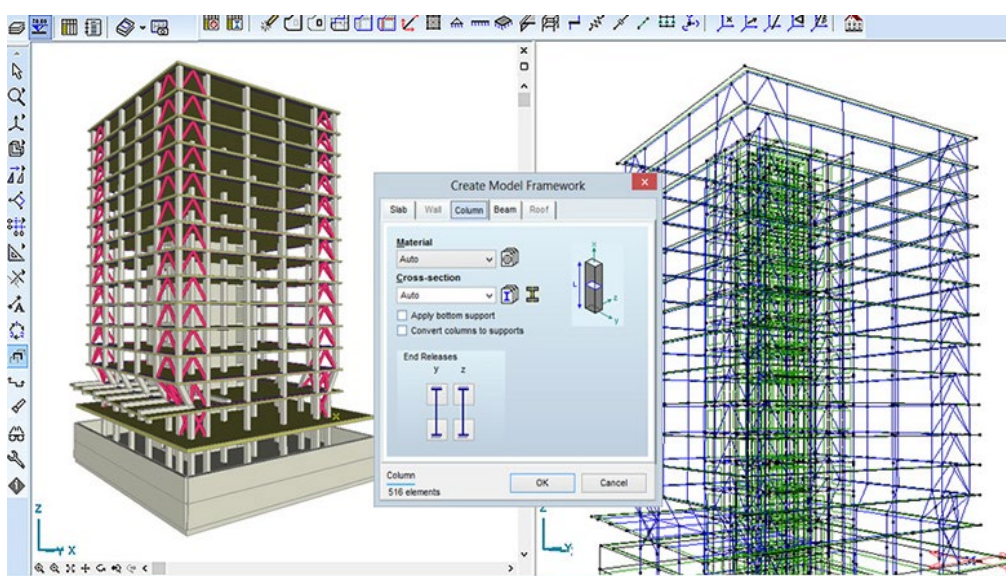 Create Model Framework
Slab Wall Column Beam Roof
Material
Auto
Cross-section
Auto
Apply bottom support
Convert columns to supports
x
L
z
y
End Releases
y z
Column
516 elements
OK Cancel
z
y x
z